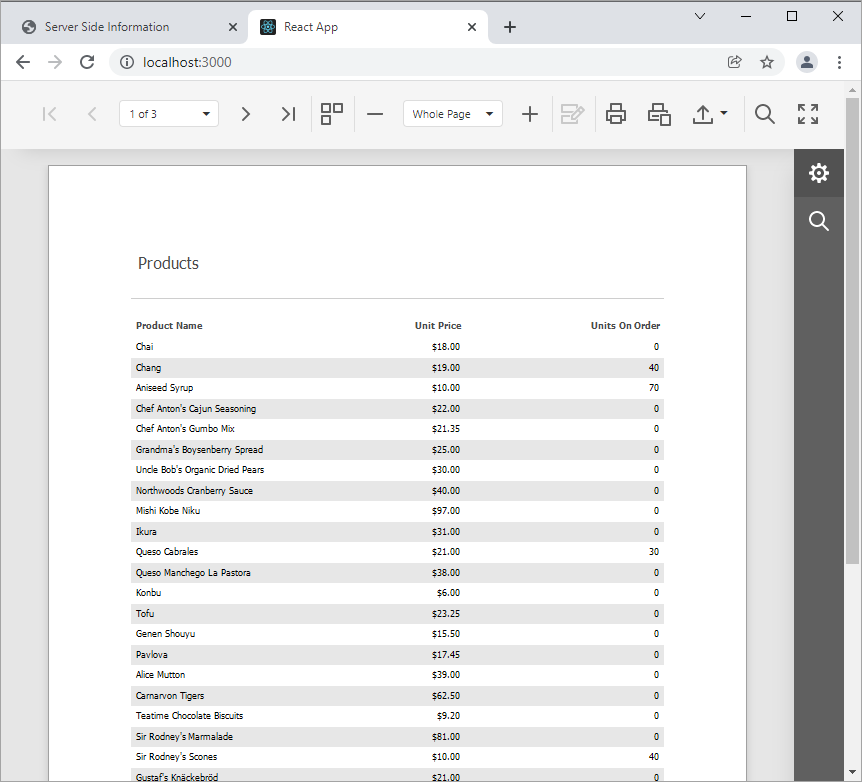 Server Side Information
React App
localhost:3000
1 of 3
Whole Page
Products
Product Name Unit Price Units On Order
Chai $18.00 0
Chang $19.00 40
Aniseed Syrup $10.00 70
Chef Anton's Cajun Seasoning $22.00 0
Chef Anton's Gumbo Mix $21.35 0
Grandma's Boysenberry Spread $25.00 0
Uncle Bob's Organic Dried Pears $30.00 0
Northwoods Cranberry Sauce $40.00 0
Mishi Kobe Niku $97.00 0
Ikura $31.00 0
Queso Cabrales $21.00 30
Queso Manchego La Pastora $38.00 0
Konbu $6.00 0
Tofu $23.25 0
Genen Shouyu $15.50 0
Pavlova $17.45 0
Alice Mutton $39.00 0
Carnarvon Tigers $62.50 0
Teatime Chocolate Biscuits $9.20 0
Sir Rodney's Marmalade $81.00 0
Sir Rodney's Scones $10.00 40
Gustaf's Knäckebröd $21.00 0